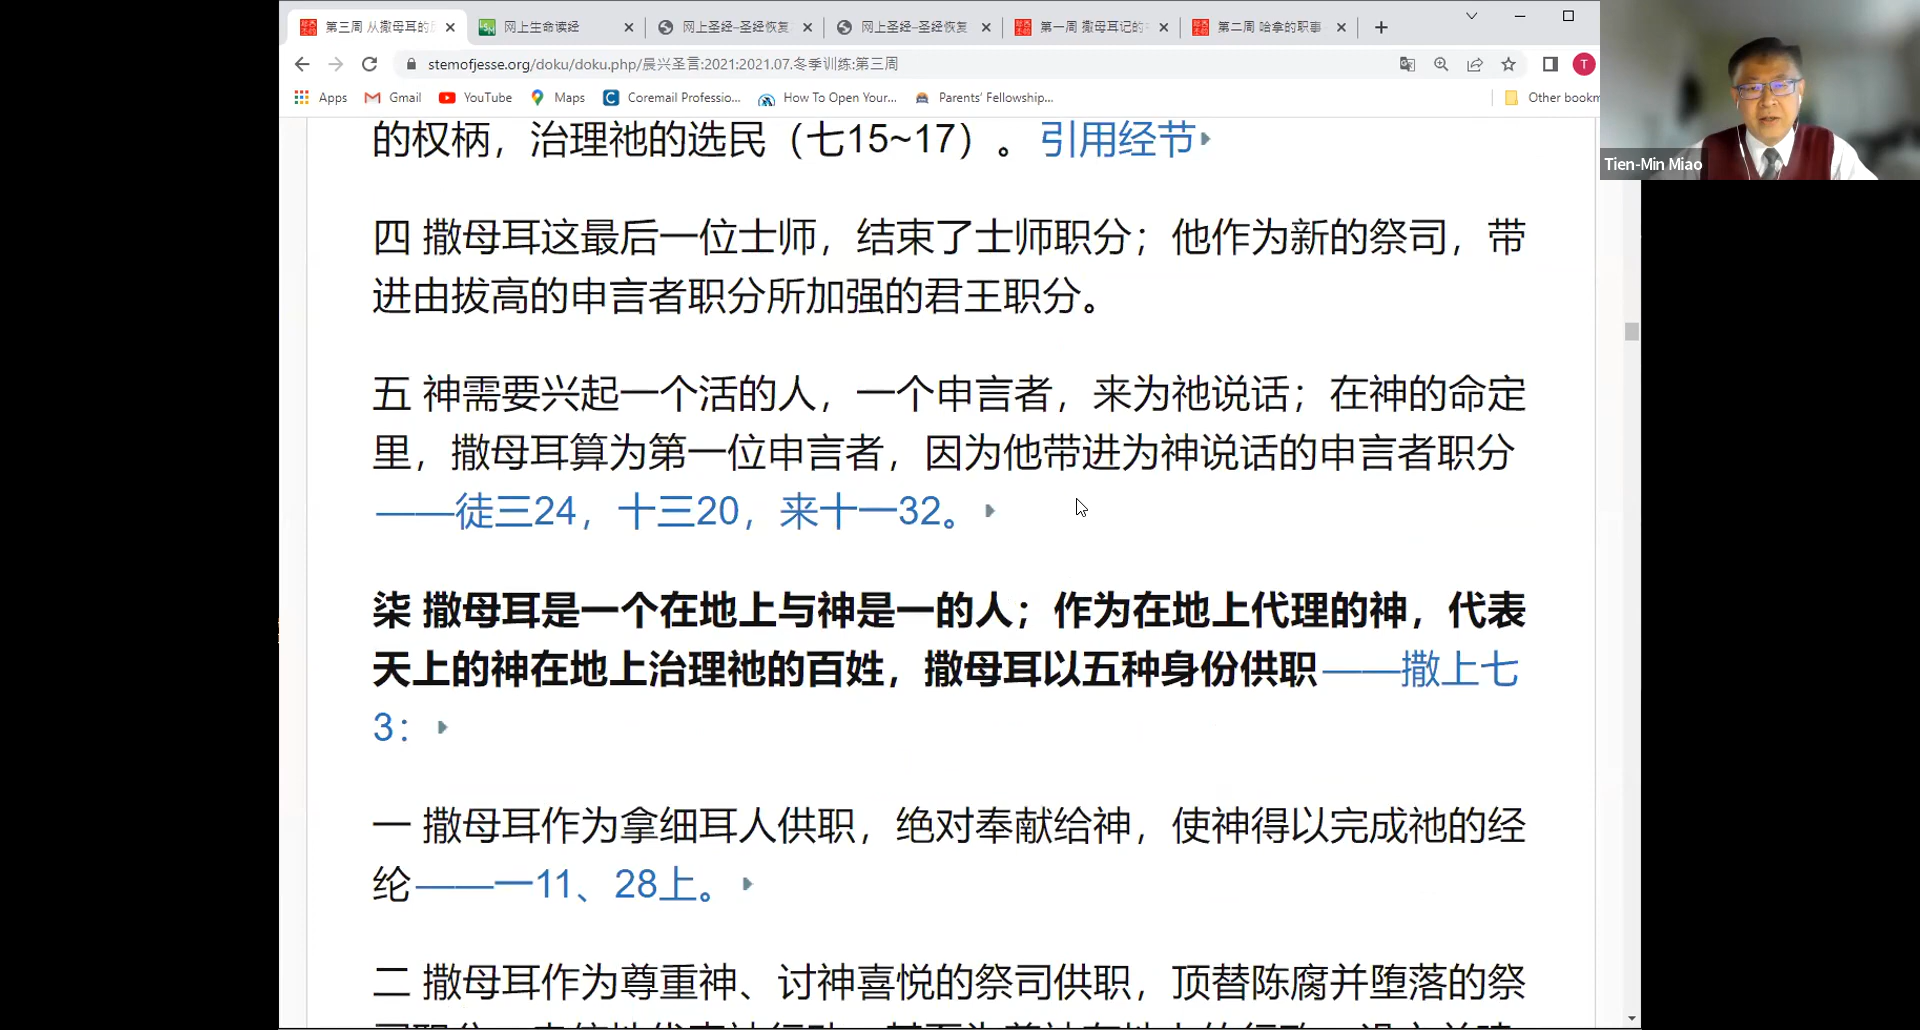 第三周 从撒母耳的
网上生命读经
网上圣经-圣经恢复
网上圣经-圣经恢复
第一周 撒母耳记的
第二周 哈拿的职事
stemofjesse.org/doku/doku.php/晨兴圣言:2021:2021.07.冬季训练:第三周
T
Apps
Gmail
YouTube
Maps
Coremail Professio...
How To Open Your...
Parents' Fellowship...
Other bookm
Tien-Min Miao
的权柄，治理祂的选民（七15~17）。引用经节
四 撒母耳这最后一位士师，结束了士师职分；他作为新的祭司，带
进由拔高的申言者职分所加强的君王职分。
五 神需要兴起一个活的人，一个申言者，来为祂说话；在神的命定
里，撒母耳算为第一位申言者，因为他带进为神说话的申言者职分
——徒三24，十三20，来十一32。
柒 撒母耳是一个在地上与神是一的人；作为在地上代理的神，代表
天上的神在地上治理祂的百姓，撒母耳以五种身份供职——撒上七
3：
一 撒母耳作为拿细耳人供职，绝对奉献给神，使神得以完成祂的经
纶——一11、28上。
二 撒母耳作为尊重神、讨神喜悦的祭司供职，顶替陈腐并堕落的祭